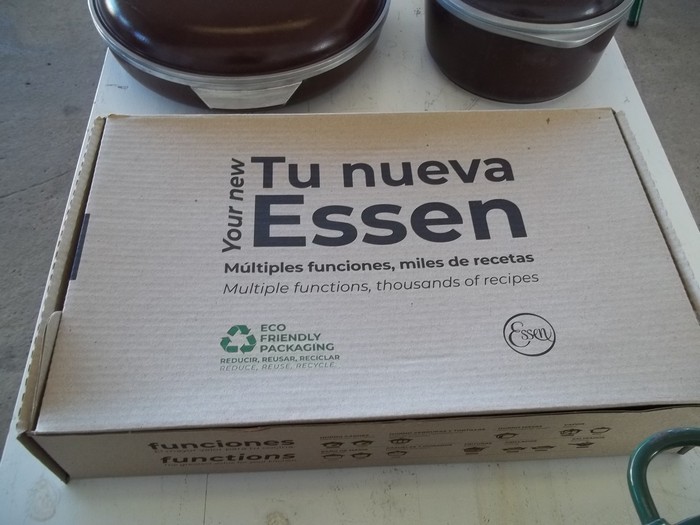 Your new
Tu nueva
Essen
Múltiples funciones, miles de recetas
Multiple functions, thousands of recipes
ECO
FRIENDLY
PACKAGING
REDUCIR, REUSAR, RECICLAR
REDUCE, REUSE, RECYCLE
Essen
funciones
functions